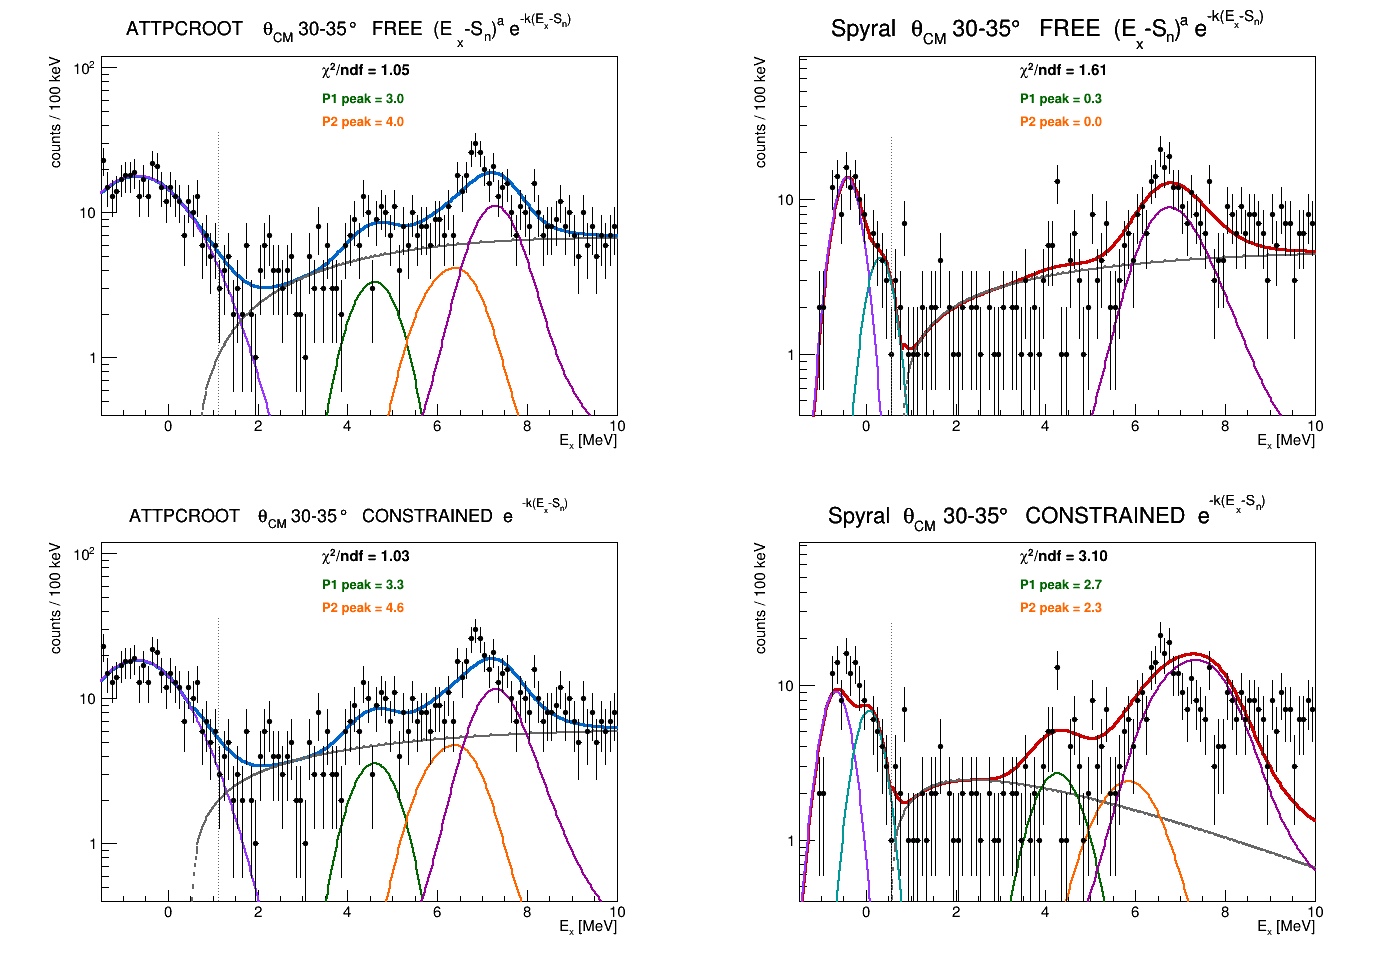 ATTPCROOT θCM 30-35° FREE (Ex-Sn)^a e^-k(Ex-Sn)
counts / 100 keV
10²
10
1
χ²/ndf = 1.05
P1 peak = 3.0
P2 peak = 4.0
0 2 4 6 8 10
Ex [MeV]
Spyral θCM 30-35° FREE (Ex-Sn)^a e^-k(Ex-Sn)
counts / 100 keV
10
1
χ²/ndf = 1.61
P1 peak = 0.3
P2 peak = 0.0
0 2 4 6 8 10
Ex [MeV]
ATTPCROOT θCM 30-35° CONSTRAINED e^-k(Ex-Sn)
counts / 100 keV
10²
10
1
χ²/ndf = 1.03
P1 peak = 3.3
P2 peak = 4.6
0 2 4 6 8 10
Ex [MeV]
Spyral θCM 30-35° CONSTRAINED e^-k(Ex-Sn)
counts / 100 keV
10
1
χ²/ndf = 3.10
P1 peak = 2.7
P2 peak = 2.3
0 2 4 6 8 10
Ex [MeV]